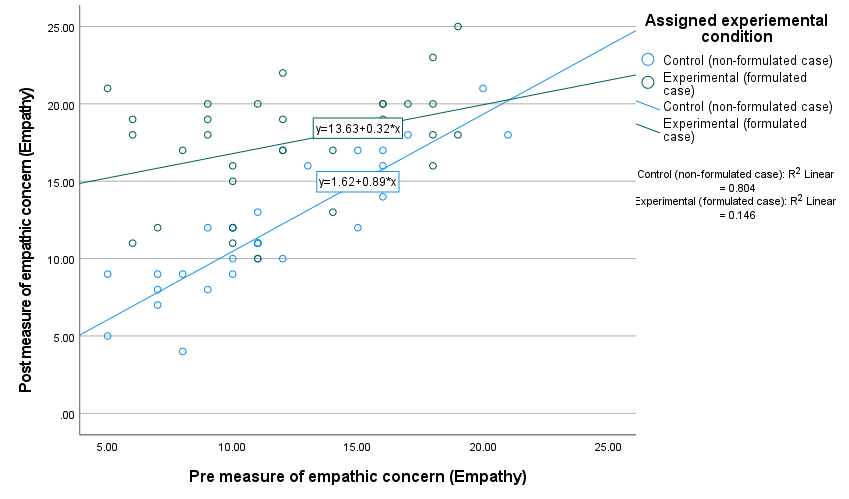 Assigned experiemental
condition
Control (non-formulated case)
Experimental (formulated
case)
Control (non-formulated case)
Experimental (formulated
case)
Control (non-formulated case): R2 Linear
= 0.804
Experimental (formulated case): R2 Linear
= 0.146
Post measure of empathic concern (Empathy)
25.00
20.00
15.00
10.00
5.00
.00
y=13.63+0.32*x
y=1.62+0.89*x
5.00 10.00 15.00 20.00 25.00
Pre measure of empathic concern (Empathy)